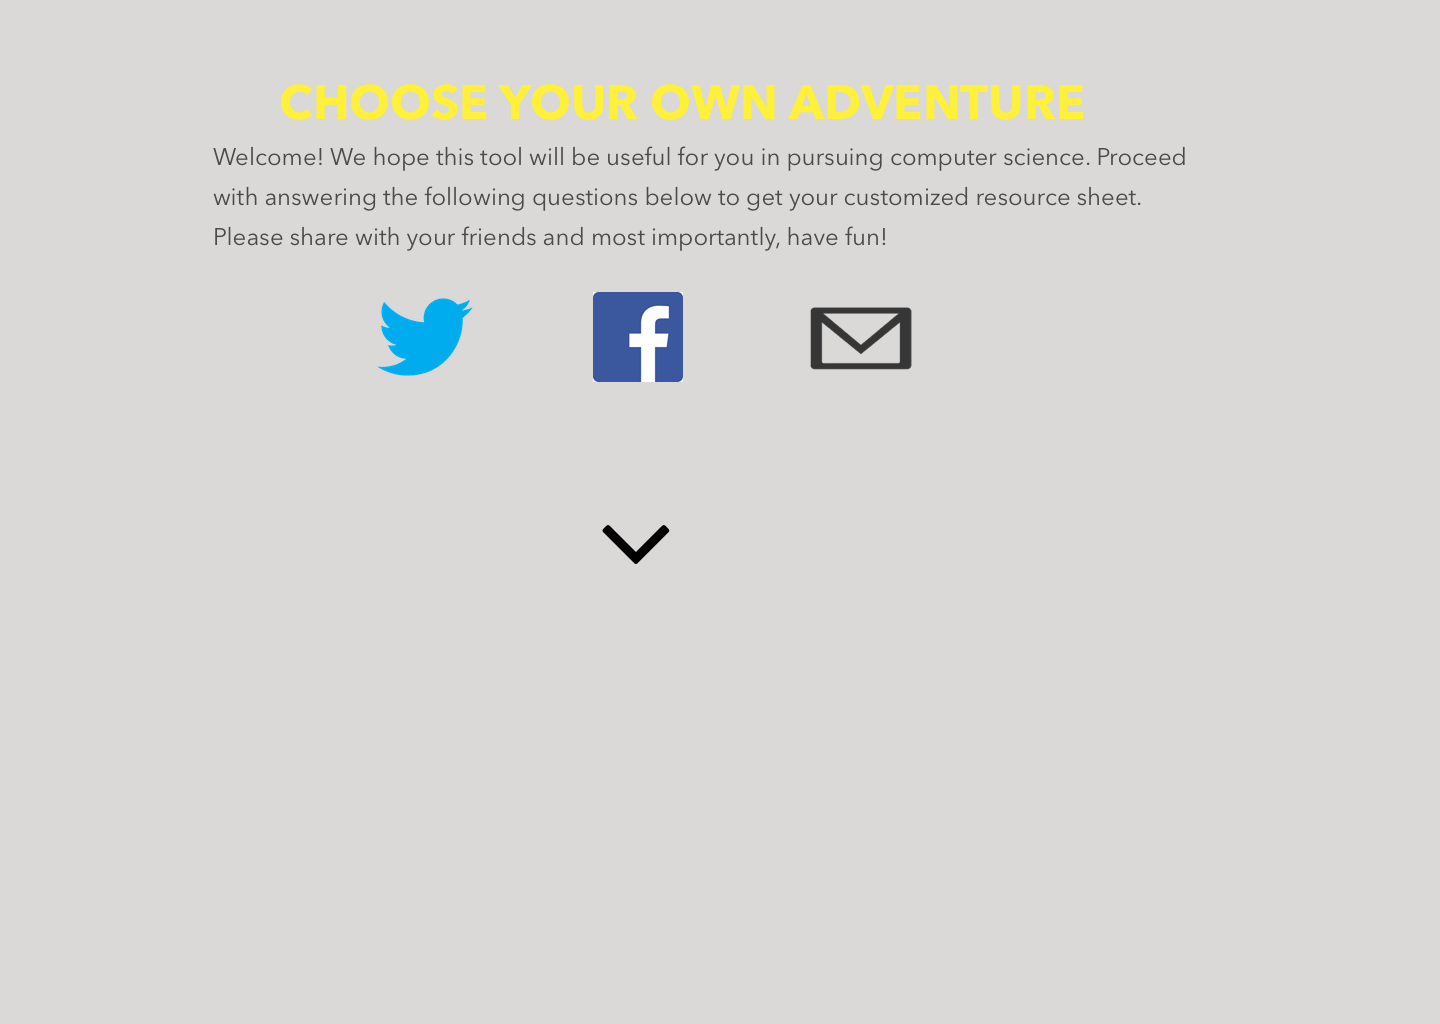 CHOOSE YOUR OWN ADVENTURE
Welcome! We hope this tool will be useful for you in pursuing computer science. Proceed
with answering the following questions below to get your customized resource sheet.
Please share with your friends and most importantly, have fun!